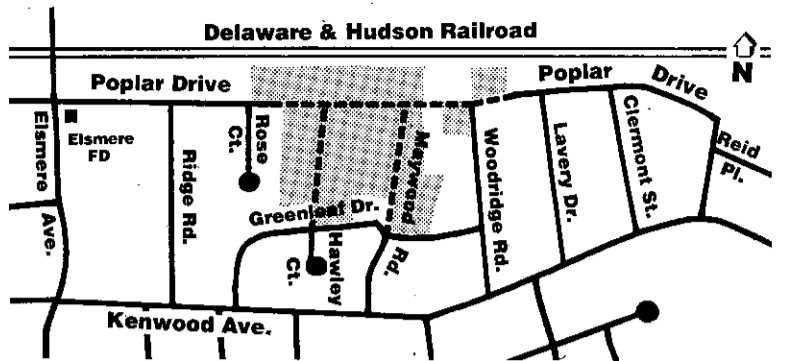 Delaware & Hudson Railroad
N
Poplar Drive
Poplar Drive
Elsmere Ave.
Elsmere
FD
Ridge Rd.
Rose Ct.
Maywood Rd.
Woodridge Rd.
Lavery Dr.
Clermont St.
Reid Pl.
Greenleaf Dr.
Hawley Ct.
Kenwood Ave.